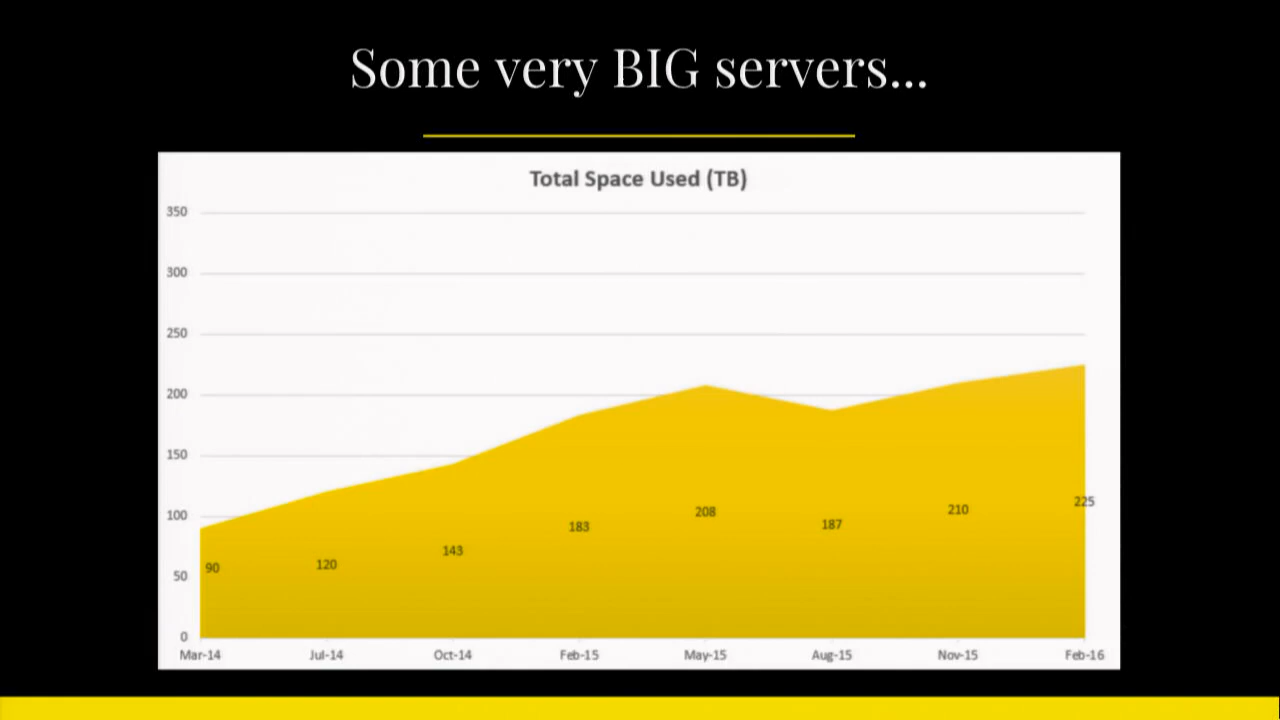 Some very BIG servers...
Total Space Used (TB)
350
300
250
200
150
100
50
0
90
120
143
183
208
187
210
225
Mar-14
Jul-14
Oct-14
Feb-15
May-15
Aug-15
Nov-15
Feb-16